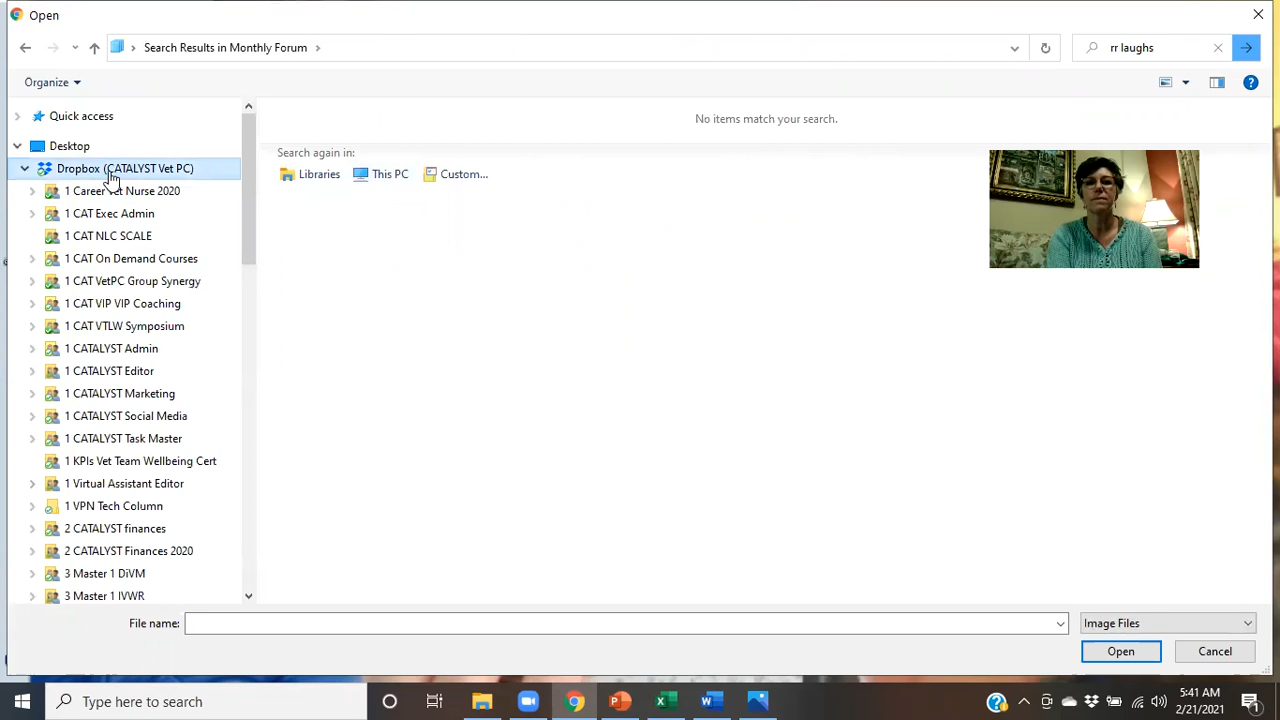 Open
Search Results in Monthly Forum
rr laughs
Organize
Quick access
No items match your search.
Desktop
Search again in:
Dropbox (CATALYST Vet PC)
Libraries This PC Custom...
1 Career Vet Nurse 2020
1 CAT Exec Admin
1 CAT NLC SCALE
1 CAT On Demand Courses
1 CAT VetPC Group Synergy
1 CAT VIP VIP Coaching
1 CAT VTLW Symposium
1 CATALYST Admin
1 CATALYST Editor
1 CATALYST Marketing
1 CATALYST Social Media
1 CATALYST Task Master
1 KPIs Vet Team Wellbeing Cert
1 Virtual Assistant Editor
1 VPN Tech Column
2 CATALYST finances
2 CATALYST Finances 2020
3 Master 1 DiVM
3 Master 1 IVWR
File name: Image Files
Open Cancel
Type here to search
5:41 AM
2/21/2021
1